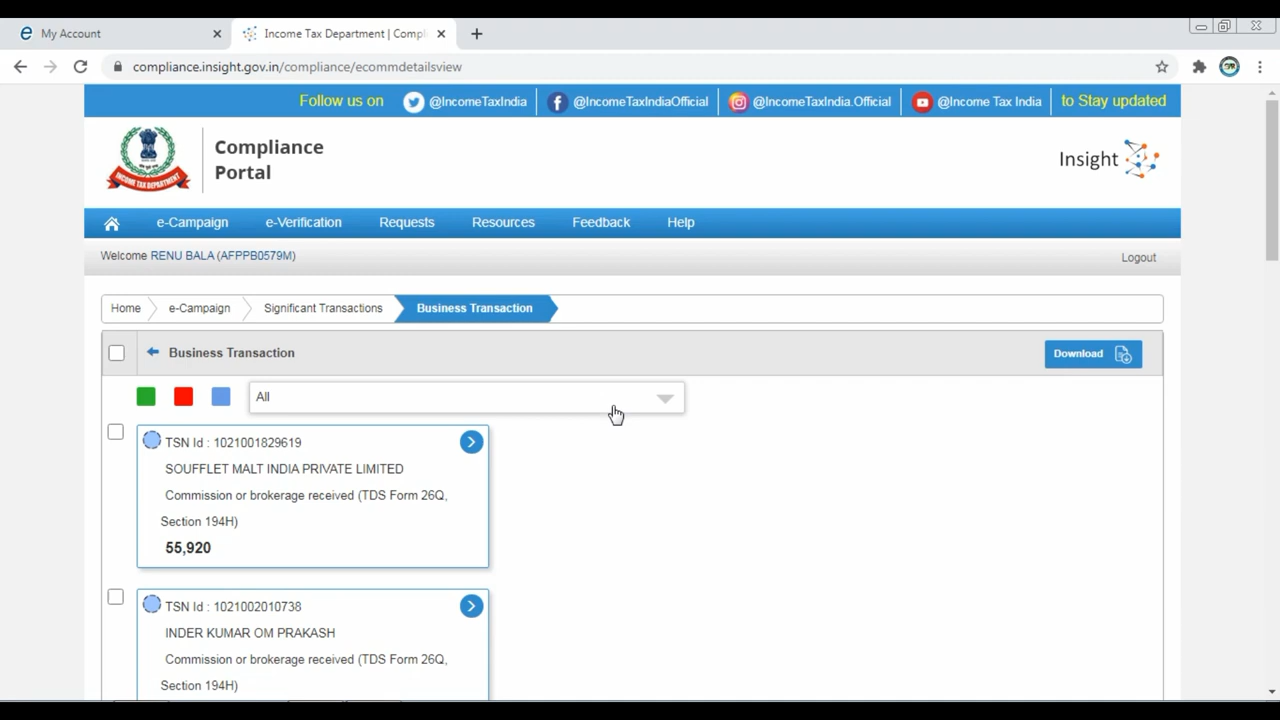 My Account
Income Tax Department | Compl
compliance.insight.gov.in/compliance/ecommdetailsview
Follow us on @IncomeTaxIndia @IncomeTaxIndiaOfficial @IncomeTaxIndia.Official @Income Tax India to Stay updated
INCOME TAX DEPARTMENT
Compliance
Portal
Insight
e-Campaign e-Verification Requests Resources Feedback Help
Welcome RENU BALA (AFPPB0579M)
Logout
Home e-Campaign Significant Transactions Business Transaction
Business Transaction
Download
All
TSN Id : 1021001829619
SOUFFLET MALT INDIA PRIVATE LIMITED
Commission or brokerage received (TDS Form 26Q,
Section 194H)
55,920
TSN Id : 1021002010738
INDER KUMAR OM PRAKASH
Commission or brokerage received (TDS Form 26Q,
Section 194H)